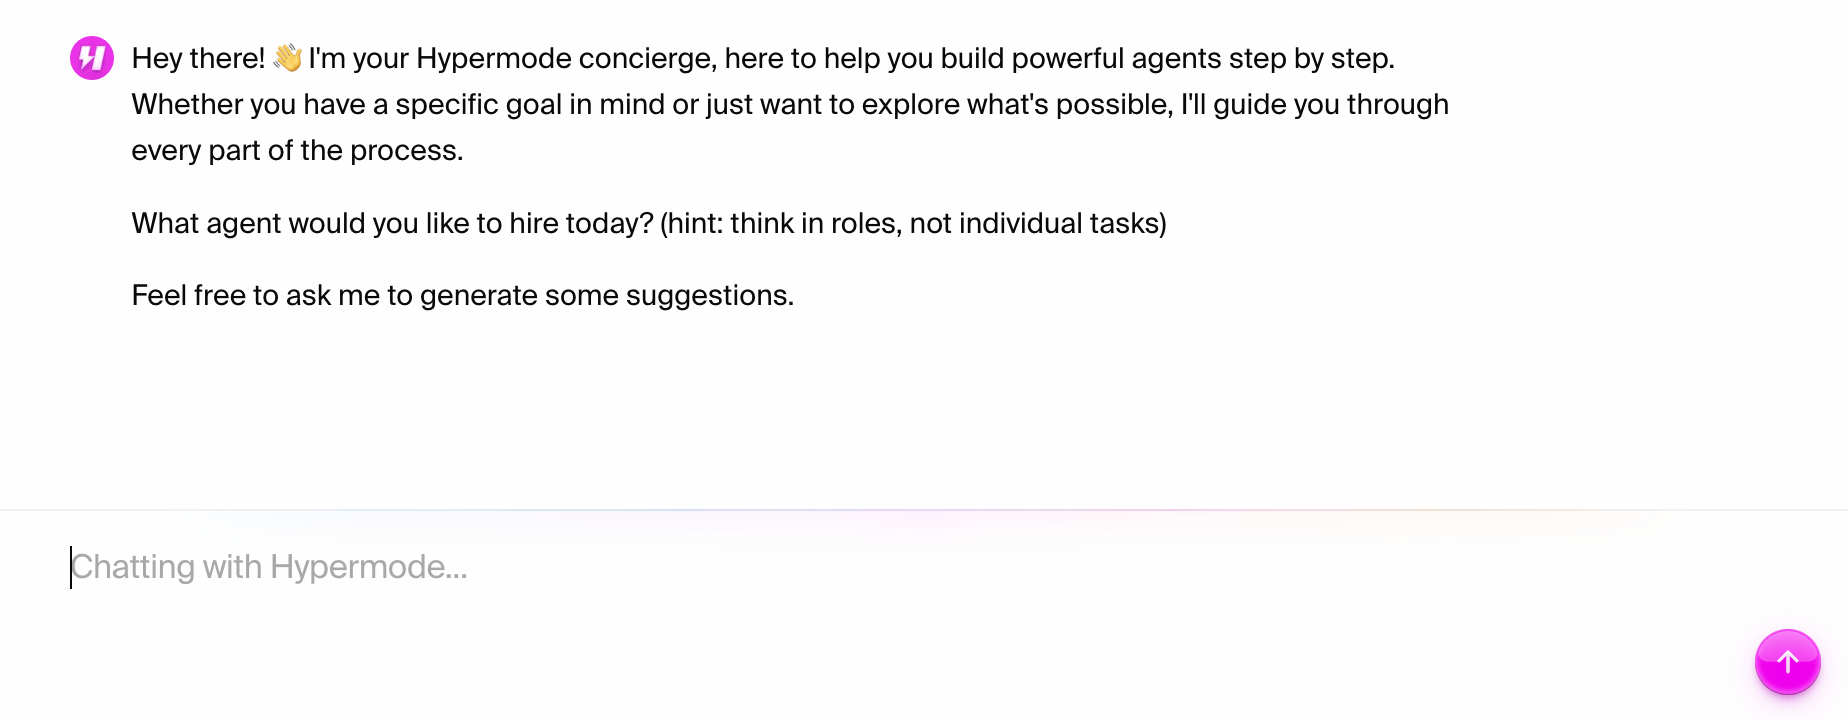 Hey there! 👋 I'm your Hypermode concierge, here to help you build powerful agents step by step.
Whether you have a specific goal in mind or just want to explore what's possible, I'll guide you through
every part of the process.
What agent would you like to hire today? (hint: think in roles, not individual tasks)
Feel free to ask me to generate some suggestions.
Chatting with Hypermode...